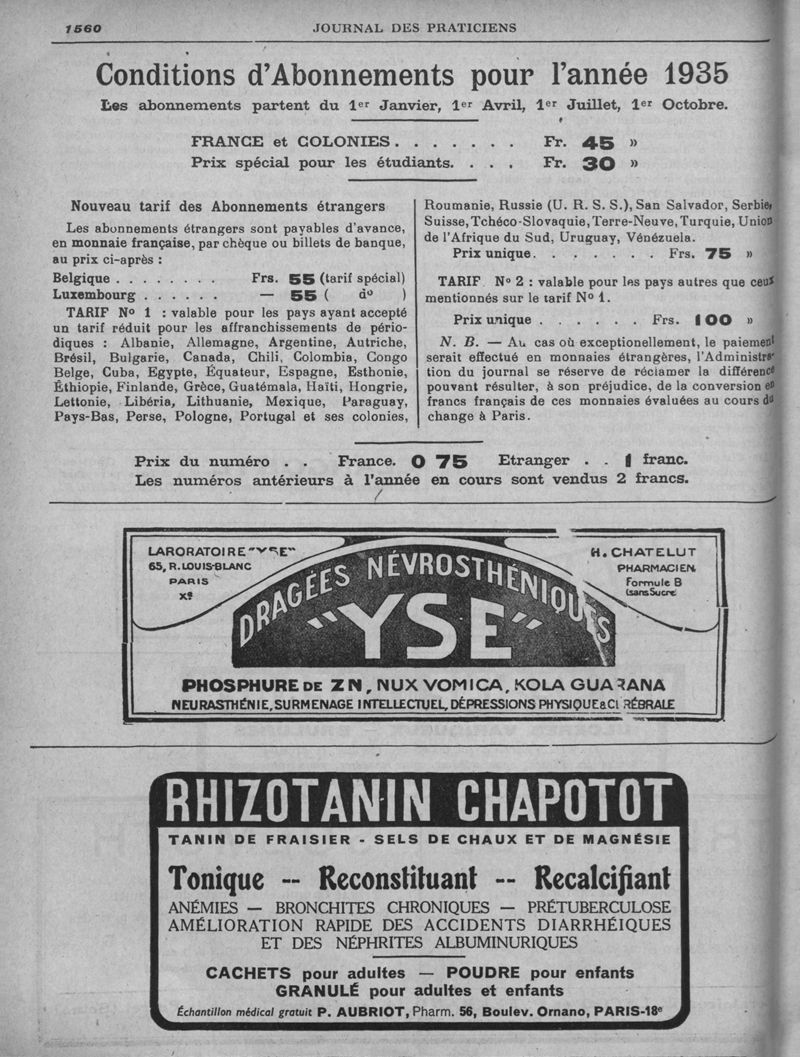 1560
JOURNAL DES PRATICIENS
Conditions d'Abonnements pour l'année 1935
Les abonnements partent du 1er Janvier, 1er Avril, 1er Juillet, 1er Octobre.
FRANCE et COLONIES. . . . . . . Fr. 45 »
Prix spécial pour les étudiants. . . . Fr. 30 »
Nouveau tarif des Abonnements étrangers
Les abonnements étrangers sont payables d'avance,
en monnaie française, par chèque ou billets de banque,
au prix ci-après :
Belgique . . . . . . . . Frs. 55 (tarif spécial)
Luxembourg . . . . . . — 55 ( do )
TARIF No 1 : valable pour les pays ayant accepté
un tarif réduit pour les affranchissements de pério-
diques : Albanie, Allemagne, Argentine, Autriche,
Brésil, Bulgarie, Canada, Chili, Colombia, Congo
Belge, Cuba, Egypte, Équateur, Espagne, Esthonie,
Éthiopie, Finlande, Grèce, Guatémala, Haïti, Hongrie,
Lettonie, Libéria, Lithuanie, Mexique, Paraguay,
Pays-Bas, Perse, Pologne, Portugal et ses colonies,
Roumanie, Russie (U. R. S. S.), San Salvador, Serbie,
Suisse, Tchéco-Slovaquie, Terre-Neuve, Turquie, Union
de l'Afrique du Sud, Uruguay, Vénézuela.
Prix unique. . . . . . . . Frs. 75 »
TARIF No 2 : valable pour les pays autres que ceux
mentionnés sur le tarif No 1.
Prix unique . . . . . . Frs. 100 »
N. B. — Au cas où exceptionellement, le paiement
serait effectué en monnaies étrangères, l'Administra-
tion du journal se réserve de réclamer la différence
pouvant résulter, à son préjudice, de la conversion en
francs français de ces monnaies évaluées au cours du
change à Paris.
Prix du numéro . . France. 0 75 Etranger . . 1 franc.
Les numéros antérieurs à l'année en cours sont vendus 2 francs.
LARORATOIRE "YSE"
65, R. LOUIS-BLANC
PARIS
Xe
H. CHATELUT
PHARMACIEN
Formule B
(sans Sucre)
DRAGÉES NÉVROSTHÉNIQUES
"YSE"
PHOSPHURE DE ZN, NUX VOMICA, KOLA GUARANA
NEURASTHÉNIE, SURMENAGE INTELLECTUEL, DÉPRESSIONS PHYSIQUE & CÉRÉBRALE
RHIZOTANIN CHAPOTOT
TANIN DE FRAISIER - SELS DE CHAUX ET DE MAGNÉSIE
Tonique -- Reconstituant -- Recalcifiant
ANÉMIES — BRONCHITES CHRONIQUES — PRÉTUBERCULOSE
AMÉLIORATION RAPIDE DES ACCIDENTS DIARRHÉIQUES
ET DES NÉPHRITES ALBUMINURIQUES
CACHETS pour adultes — POUDRE pour enfants
GRANULÉ pour adultes et enfants
Échantillon médical gratuit P. AUBRIOT, Pharm. 56, Boulev. Ornano, PARIS-18e